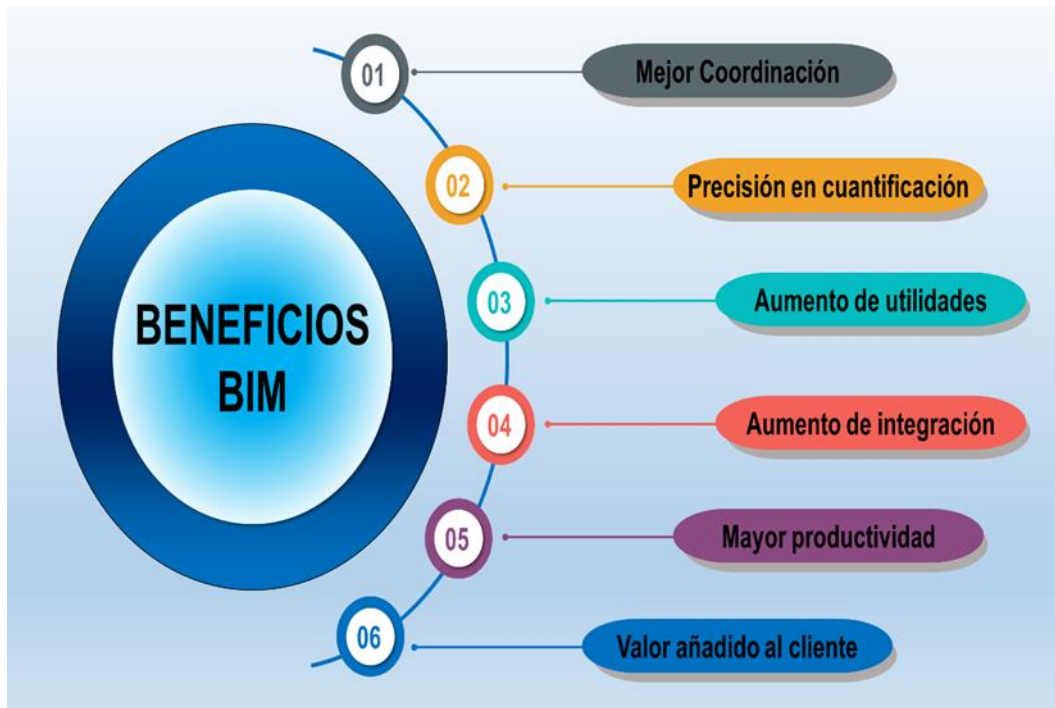 BENEFICIOS
BIM
01
Mejor Coordinación
02
Precisión en cuantificación
03
Aumento de utilidades
04
Aumento de integración
05
Mayor productividad
06
Valor añadido al cliente